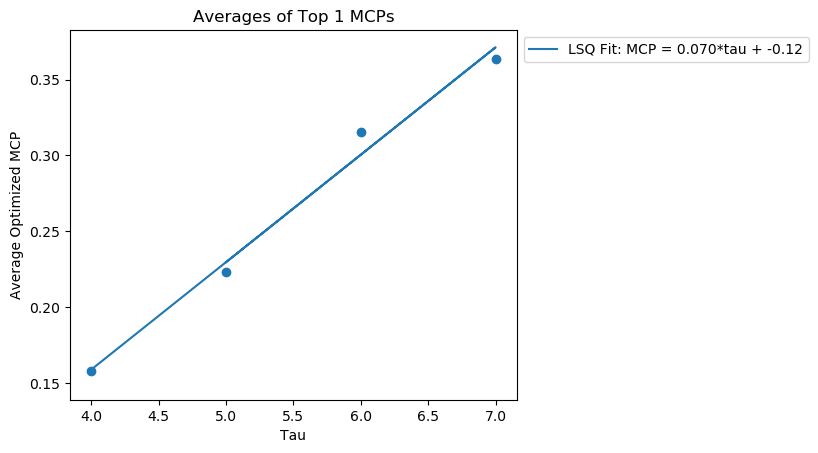 Averages of Top 1 MCPs
LSQ Fit: MCP = 0.070*tau + -0.12
Average Optimized MCP
0.35
0.30
0.25
0.20
0.15
4.0 4.5 5.0 5.5 6.0 6.5 7.0
Tau